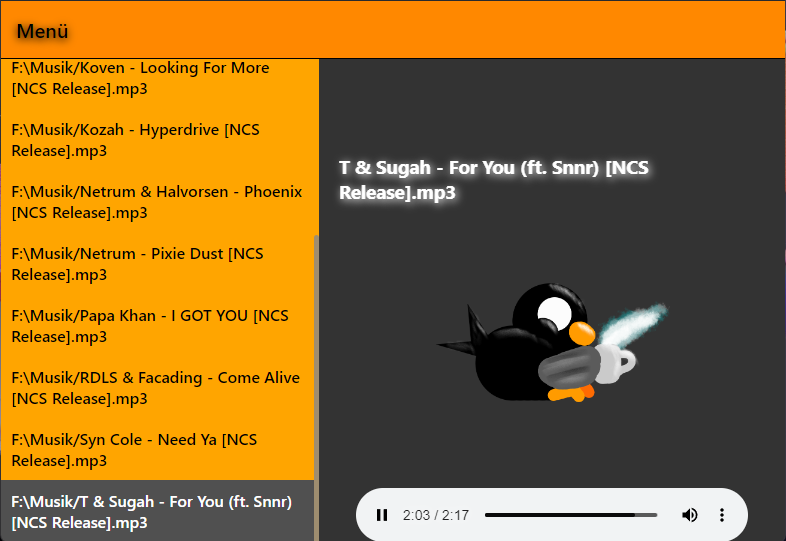 Menü
F:\Musik/Koven - Looking For More
[NCS Release].mp3
F:\Musik/Kozah - Hyperdrive [NCS
Release].mp3
F:\Musik/Netrum & Halvorsen - Phoenix
[NCS Release].mp3
F:\Musik/Netrum - Pixie Dust [NCS
Release].mp3
F:\Musik/Papa Khan - I GOT YOU [NCS
Release].mp3
F:\Musik/RDLS & Facading - Come Alive
[NCS Release].mp3
F:\Musik/Syn Cole - Need Ya [NCS
Release].mp3
F:\Musik/T & Sugah - For You (ft. Snnr)
[NCS Release].mp3
T & Sugah - For You (ft. Snnr) [NCS
Release].mp3
2:03 / 2:17